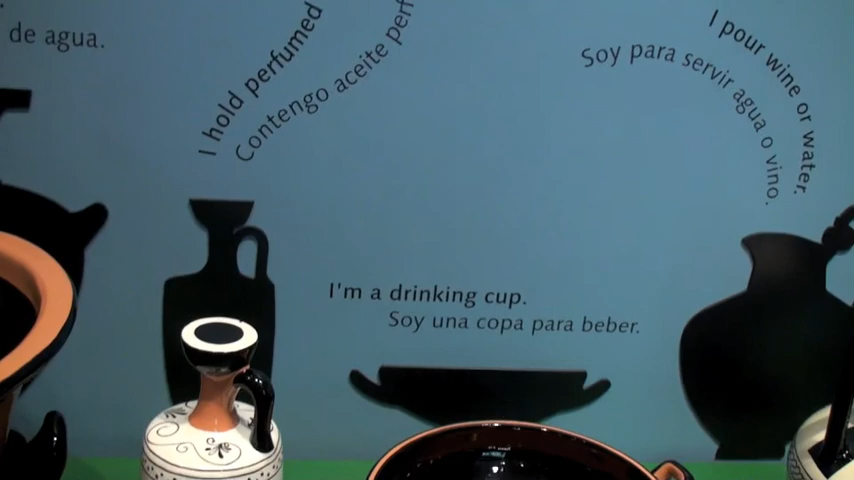 de agua.
I hold perfumed
Contengo aceite
I pour wine or water.
Soy para servir agua o vino.
I'm a drinking cup.
Soy una copa para beber.